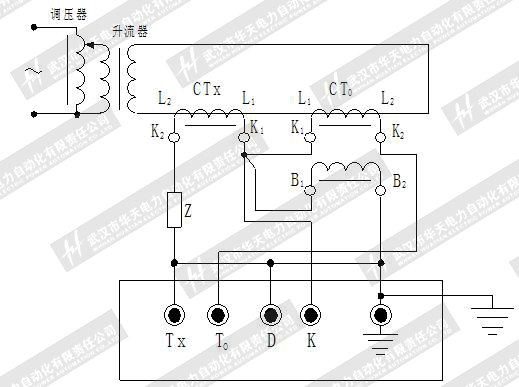 调压器
升流器
CTx
CT₀
L₂ L₁ L₁ L₂
K₂ K₁ K₁ K₂
B₁ B₂
Z
Tx T₀ D K
武汉市华天电力自动化有限责任公司